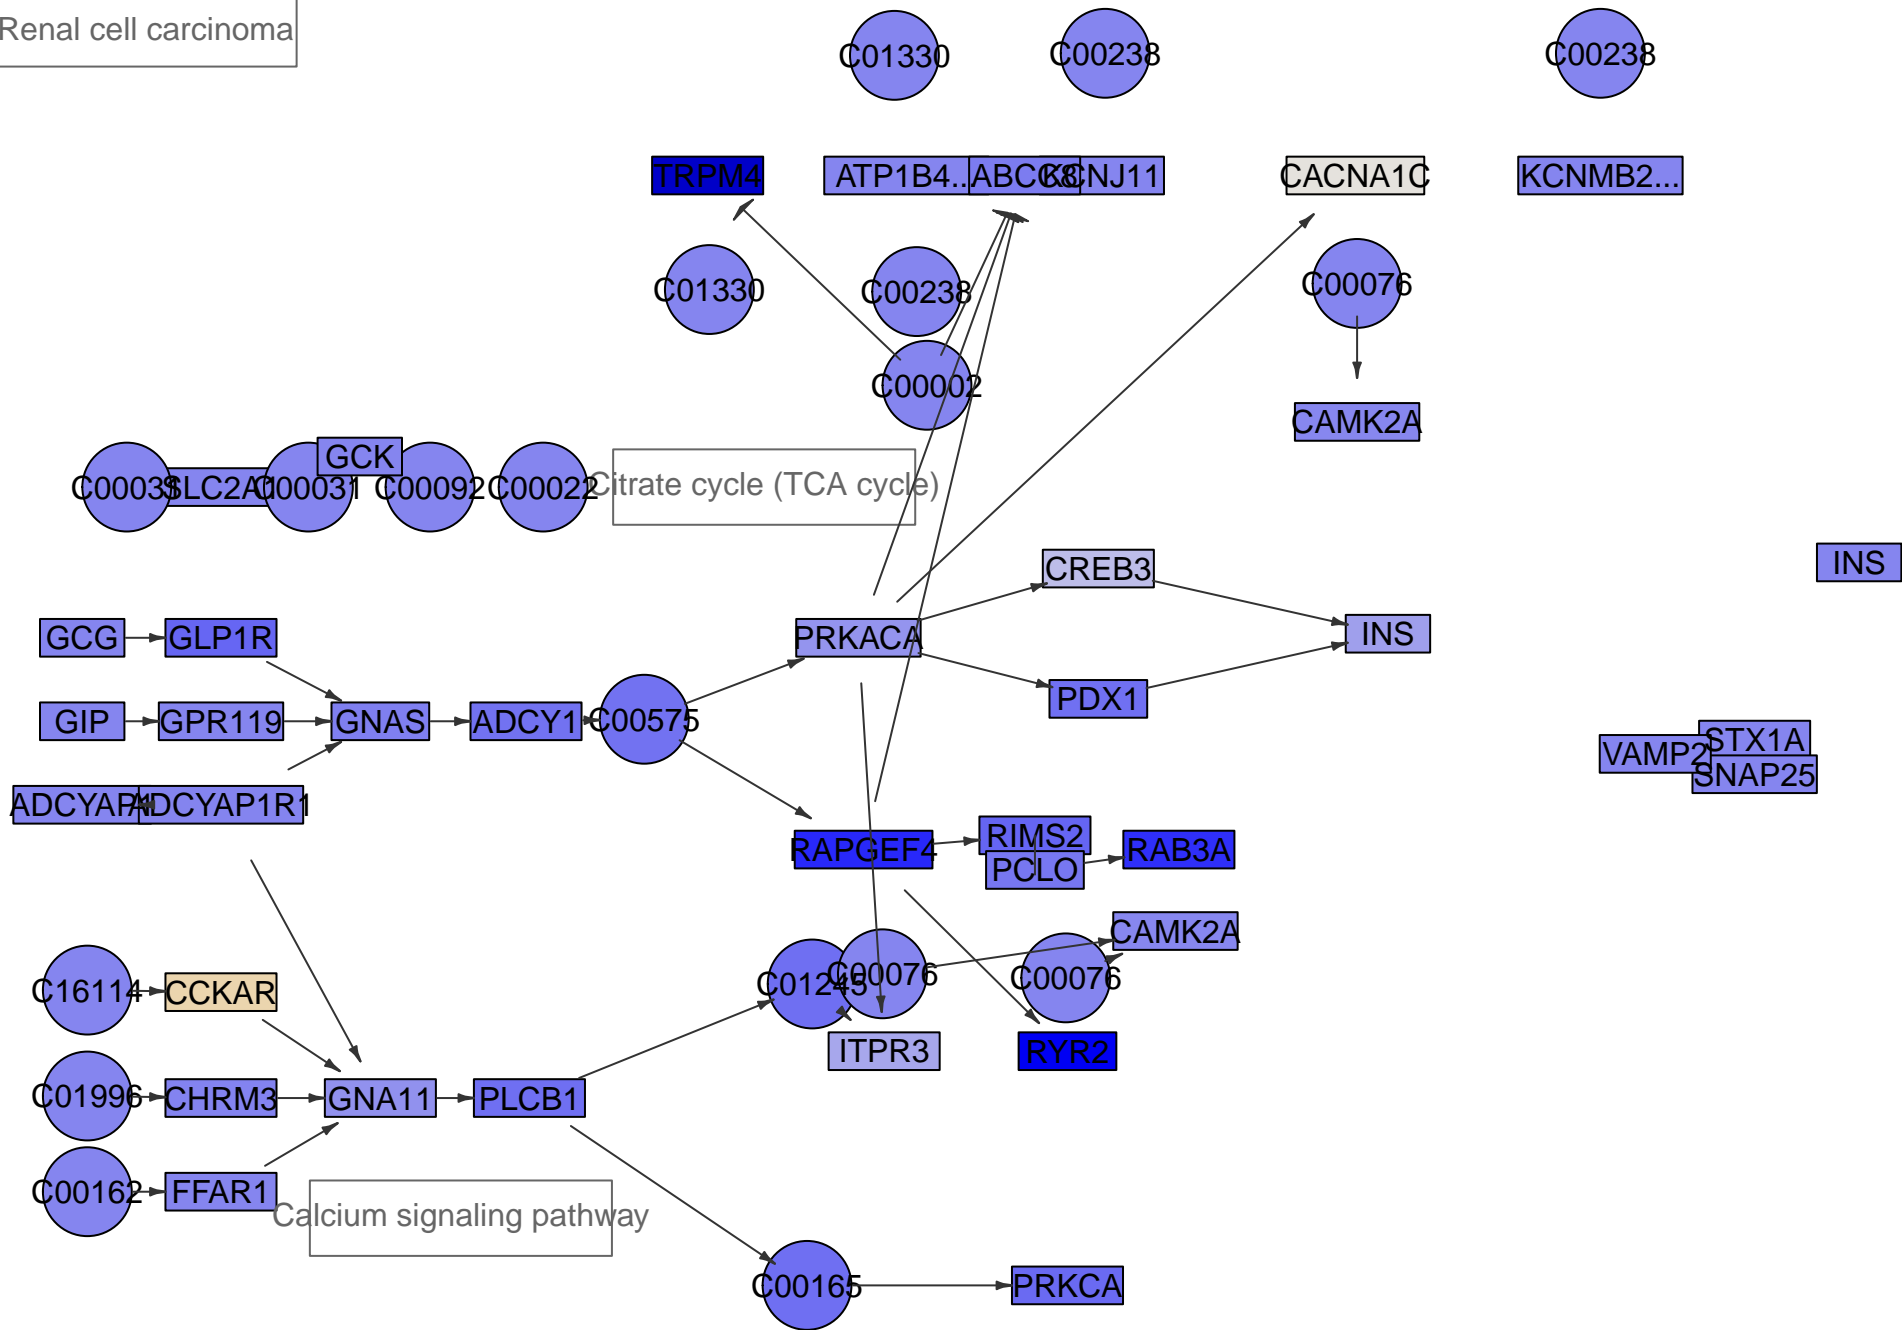 Renal cell carcinoma
C01330
C00238
C00238
TRPM4
ATP1B4...
ABCC8
KCNJ11
CACNA1C
KCNMB2...
C01330
C00238
C00076
C00002
CAMK2A
C00031
SLC2A1
C00031
GCK
C00092
C00022
Citrate cycle (TCA cycle)
CREB3
INS
GCG
GLP1R
PRKACA
INS
GIP
GPR119
GNAS
ADCY1
C00575
PDX1
VAMP2
STX1A
SNAP25
ADCYAP1
ADCYAP1R1
RAPGEF4
RIMS2
PCLO
RAB3A
CAMK2A
C16114
CCKAR
C01245
C00076
C00076
ITPR3
RYR2
C01996
CHRM3
GNA11
PLCB1
C00162
FFAR1
Calcium signaling pathway
C00165
PRKCA